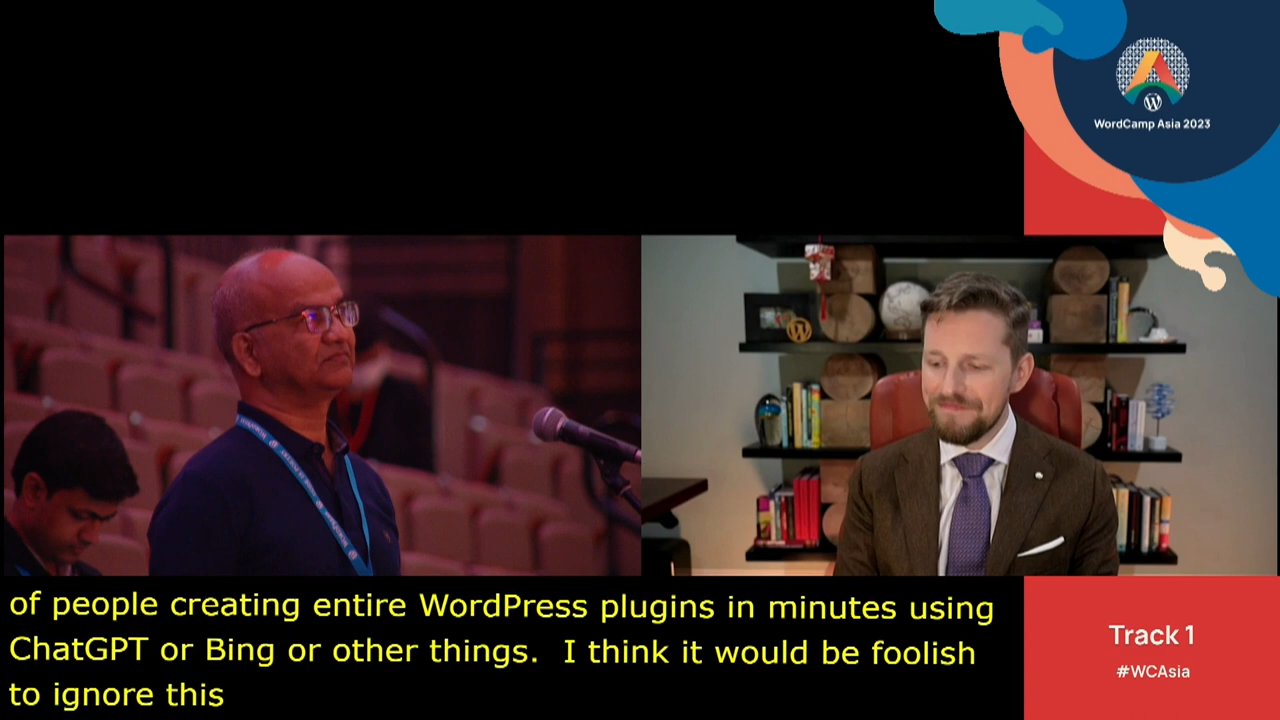 WordCamp Asia 2023
of people creating entire WordPress plugins in minutes using
ChatGPT or Bing or other things.  I think it would be foolish
to ignore this
Track 1
#WCAsia